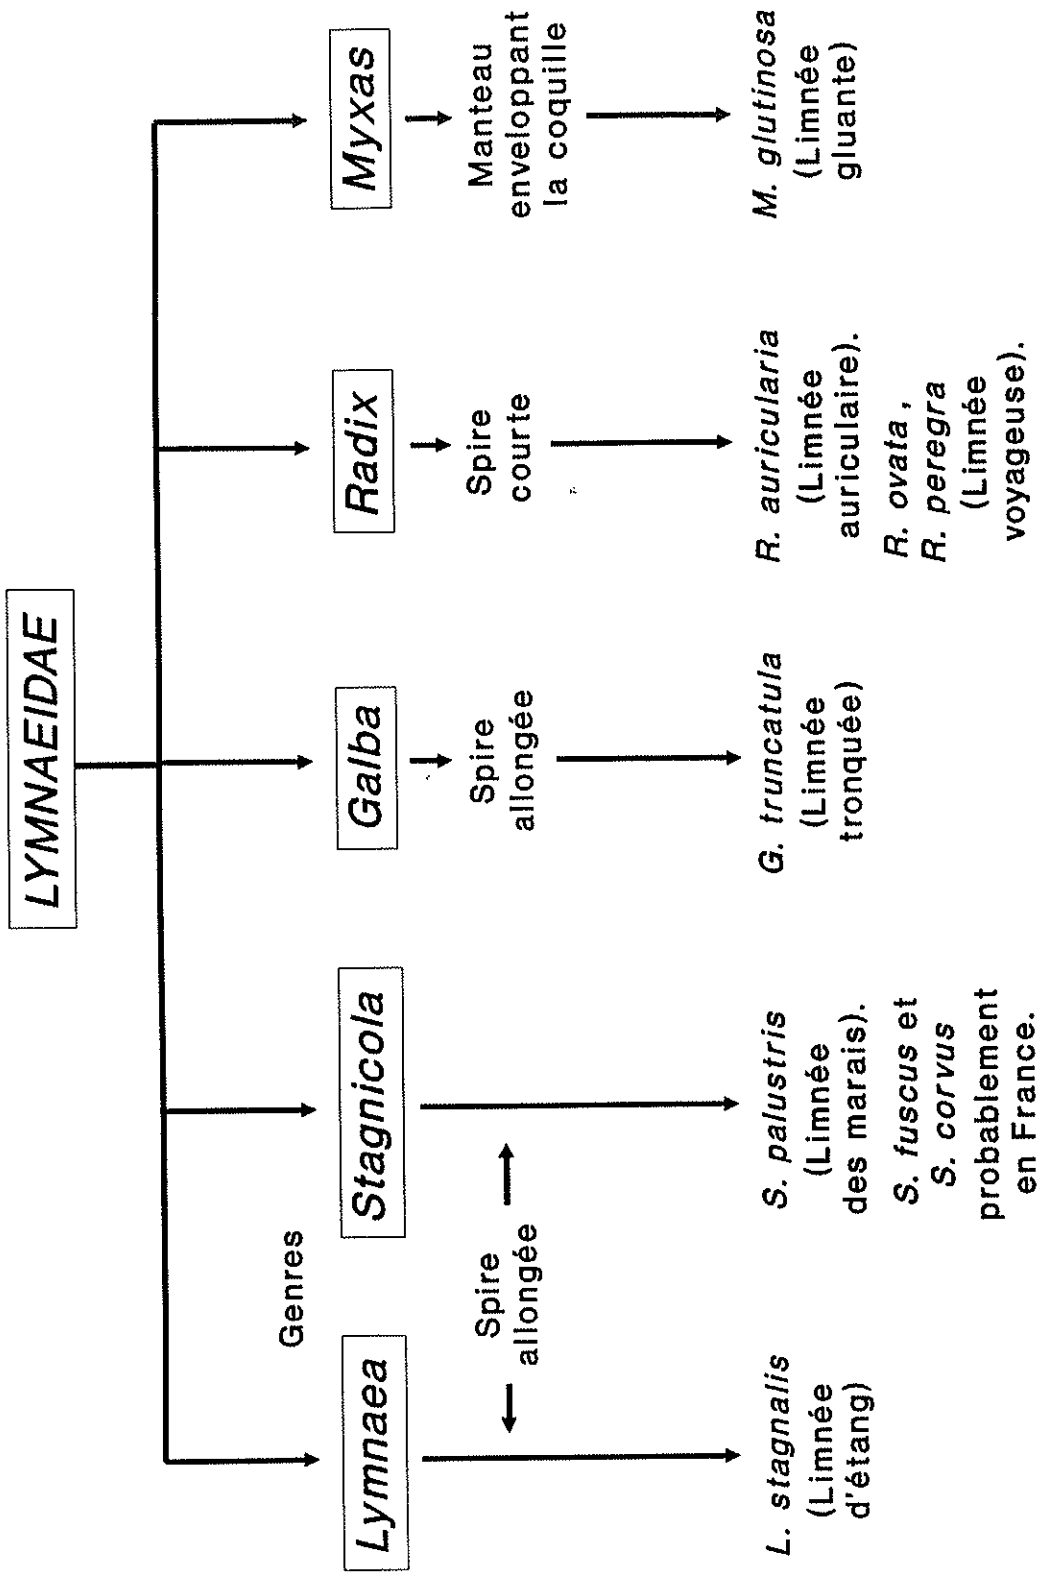 LYMNAEIDAE
Genres
Lymnaea
Stagnicola
Galba
Radix
Myxas
Spire
allongée
Spire
allongée
Spire
courte
Manteau
enveloppant
la coquille
L. stagnalis
(Limnée
d'étang)
S. palustris
(Limnée
des marais).
S. fuscus et
S. corvus
probablement
en France.
G. truncatula
(Limnée
tronquée)
R. auricularia
(Limnée
auriculaire).
R. ovata ,
R. peregra
(Limnée
voyageuse).
M. glutinosa
(Limnée
gluante)